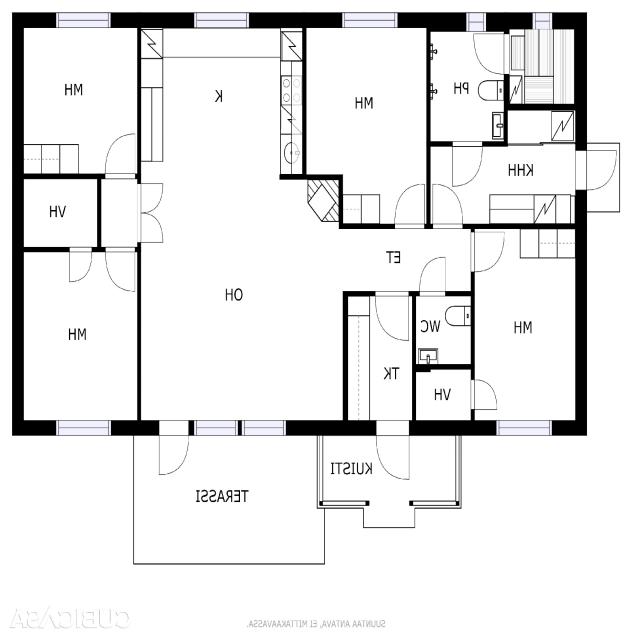 MH
K
MH
PH
KHH
VH
ET
OH
MH
WC
MH
TK
VH
KUISTI
TERASSI
CUBICASA
SUUNTAA ANTAVA, EI MITTAKAAVASSA.